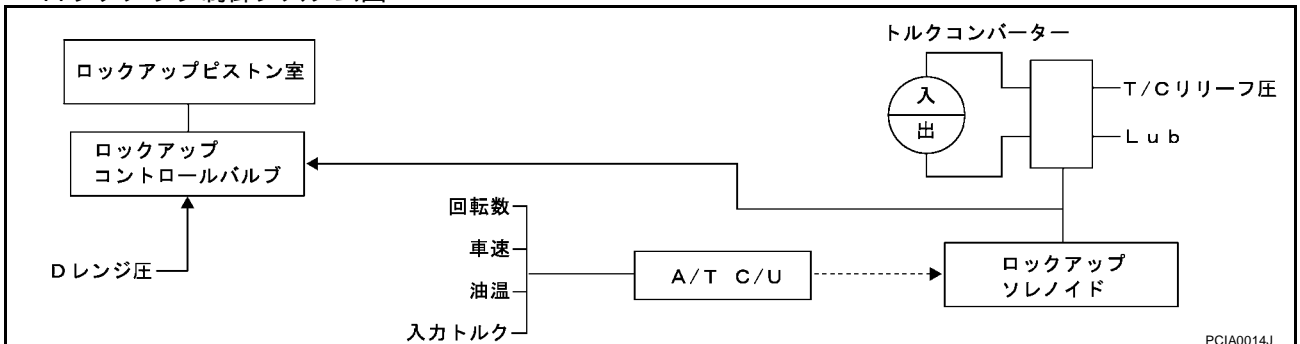 トルクコンバーター
ロックアップピストン室
入
出
T/Cリリーフ圧
Lub
ロックアップ
コントロールバルブ
回転数
車速
油温
入力トルク
Dレンジ圧
A/T C/U
ロックアップ
ソレノイド
PCIA0014J